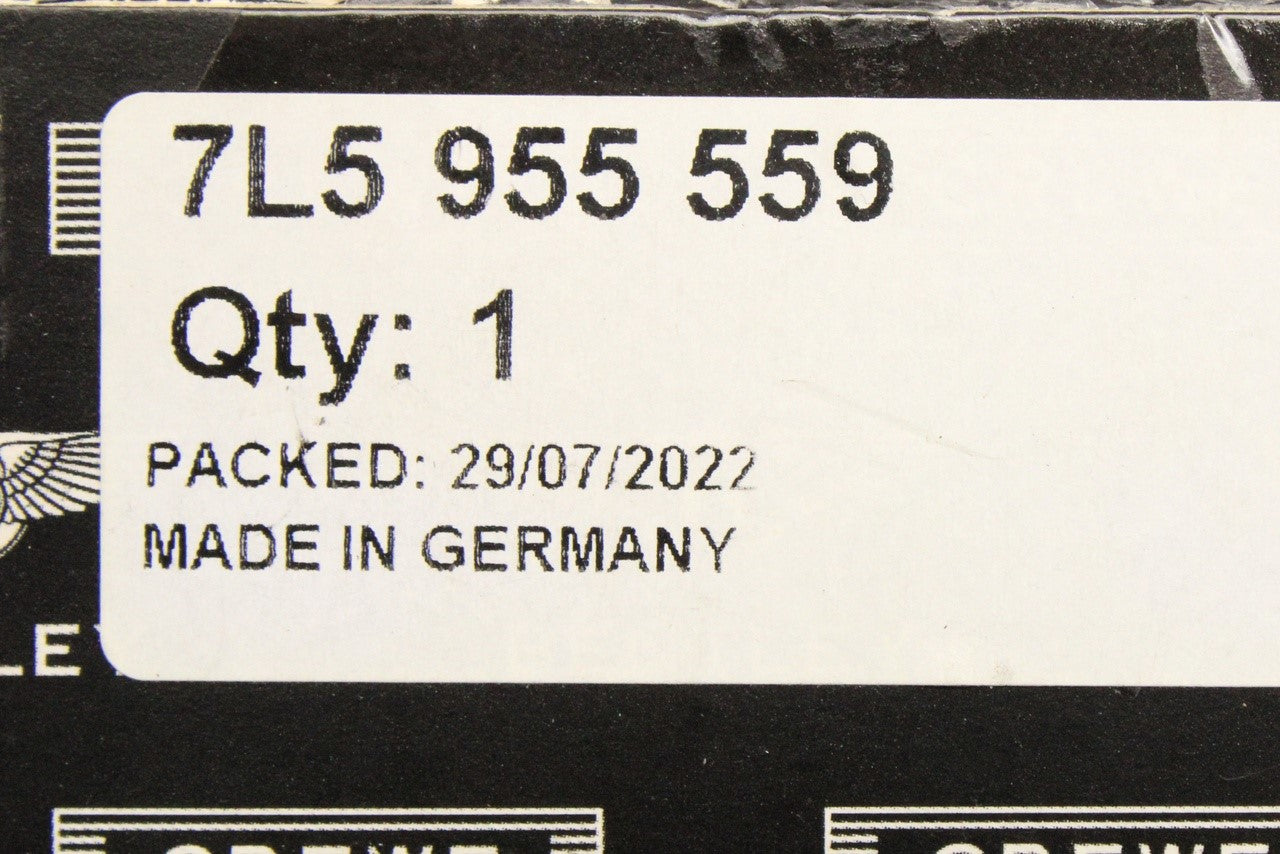 7L5 955 559
Qty: 1
PACKED: 29/07/2022
MADE IN GERMANY